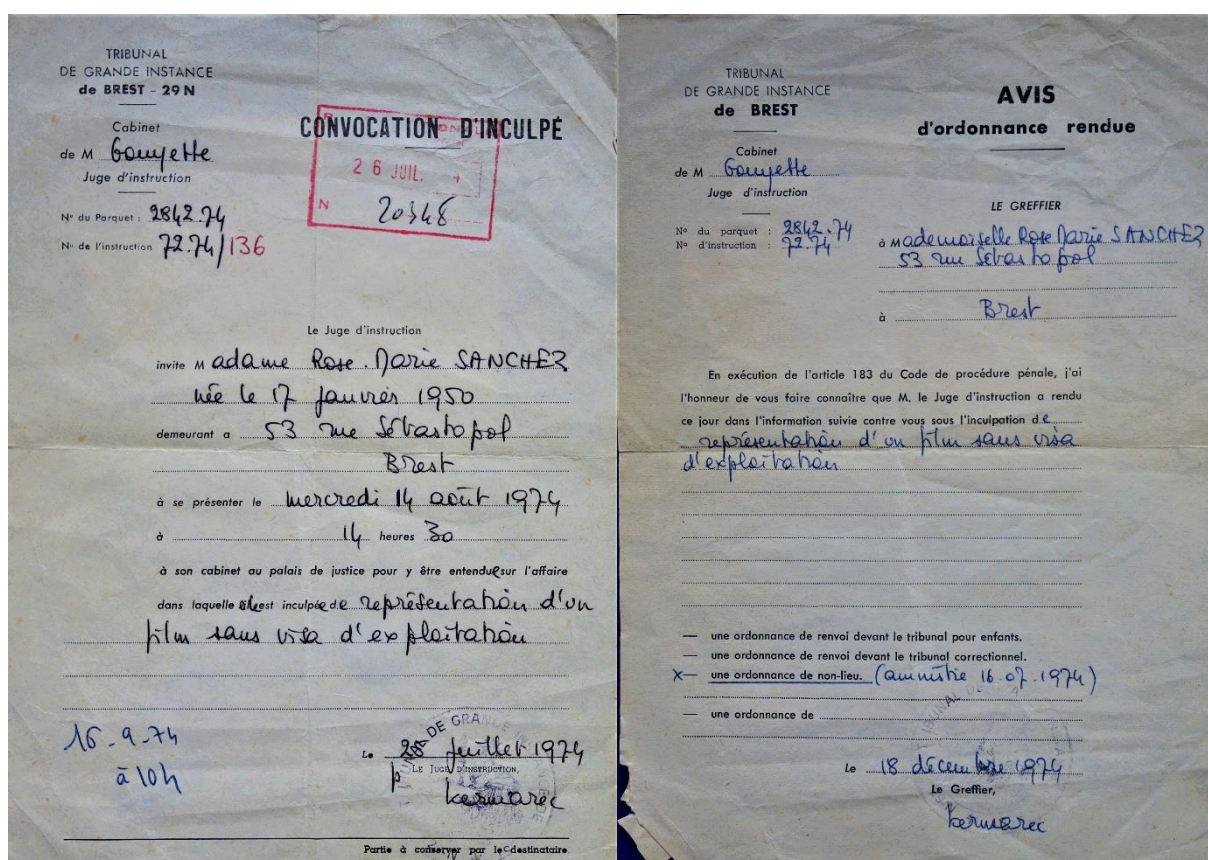 TRIBUNAL
DE GRANDE INSTANCE
de BREST - 29 N
Cabinet
de M Gouyette
Juge d'instruction
N° du Parquet : 2842.74
N° de l'instruction 72.74/136
CONVOCATION D'INCULPÉ
26 JUIL.
N 20348
Le Juge d'instruction
invite Madame Rose. Marie SANCHEZ
née le 17 janvier 1950
demeurant a 53 rue Sébastopol
Brest
à se présenter le mercredi 14 août 1974
à 14 heures 30
à son cabinet au palais de justice pour y être entendue sur l'affaire
dans laquelle elle est inculpée de représentation d'un
film sans visa d'exploitation
16_9_74
à 10h
Le 25 Juillet 1974
P LE JUGE D'INSTRUCTION,
Kermarec
Partie à conserver par le destinataire
TRIBUNAL
DE GRANDE INSTANCE
de BREST
Cabinet
de M Gouyette
Juge d'instruction
N° du parquet : 2842.74
N° d'instruction : 72.74
AVIS
d'ordonnance rendue
LE GREFFIER
à Mademoiselle Rose Marie SANCHEZ
53 rue Sébastopol
à Brest
En exécution de l'article 183 du Code de procédure pénale, j'ai
l'honneur de vous faire connaître que M. le Juge d'instruction a rendu
ce jour dans l'information suivie contre vous sous l'inculpation de
représentation d'un film sans visa
d'exploitation
— une ordonnance de renvoi devant le tribunal pour enfants.
— une ordonnance de renvoi devant le tribunal correctionnel.
x— une ordonnance de non-lieu. (amnistie 16.07.1974)
— une ordonnance de
Le 18 décembre 1974
Le Greffier,
Kermarec